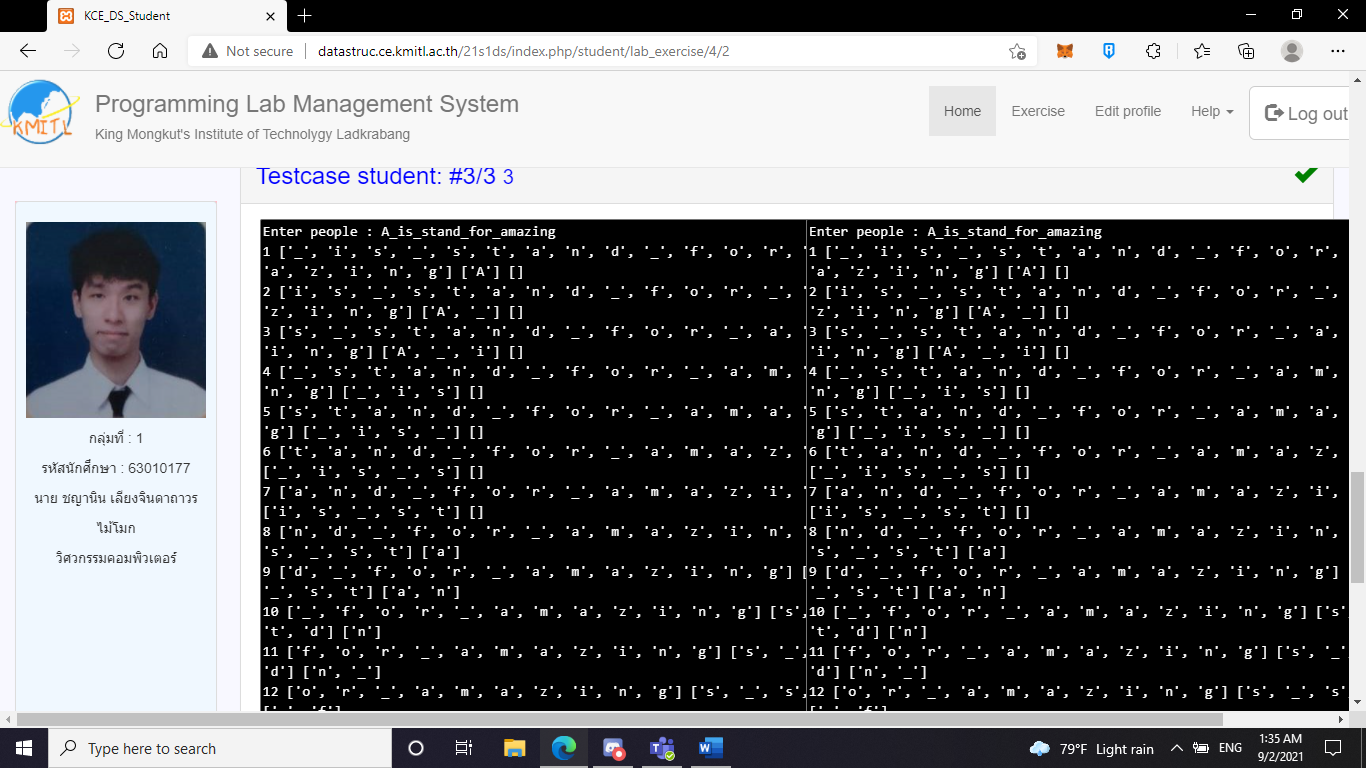 KCE_DS_Student
Not secure
datastruc.ce.kmitl.ac.th/21s1ds/index.php/student/lab_exercise/4/2
KMITL
Programming Lab Management System
King Mongkut's Institute of Technolygy Ladkrabang
Home
Exercise
Edit profile
Help
Log out
Testcase student: #3/3 3
กลุ่มที่ : 1
รหัสนักศึกษา : 63010177
นาย ชญานิน เลียงจินดาถาวร
ไม้โมก
วิศวกรรมคอมพิวเตอร์
Enter people : A_is_stand_for_amazing
1 ['_', 'i', 's', '_', 's', 't', 'a', 'n', 'd', '_', 'f', 'o', 'r', '
'a', 'z', 'i', 'n', 'g'] ['A'] []
2 ['i', 's', '_', 's', 't', 'a', 'n', 'd', '_', 'f', 'o', 'r', '_', '
'z', 'i', 'n', 'g'] ['A', '_'] []
3 ['s', '_', 's', 't', 'a', 'n', 'd', '_', 'f', 'o', 'r', '_', 'a', '
'i', 'n', 'g'] ['A', '_', 'i'] []
4 ['_', 's', 't', 'a', 'n', 'd', '_', 'f', 'o', 'r', '_', 'a', 'm', '
'n', 'g'] ['_', 'i', 's'] []
5 ['s', 't', 'a', 'n', 'd', '_', 'f', 'o', 'r', '_', 'a', 'm', 'a', '
'g'] ['_', 'i', 's', '_'] []
6 ['t', 'a', 'n', 'd', '_', 'f', 'o', 'r', '_', 'a', 'm', 'a', 'z', '
['_', 'i', 's', '_', 's'] []
7 ['a', 'n', 'd', '_', 'f', 'o', 'r', '_', 'a', 'm', 'a', 'z', 'i', '
['i', 's', '_', 's', 't'] []
8 ['n', 'd', '_', 'f', 'o', 'r', '_', 'a', 'm', 'a', 'z', 'i', 'n', '
's', '_', 's', 't'] ['a']
9 ['d', '_', 'f', 'o', 'r', '_', 'a', 'm', 'a', 'z', 'i', 'n', 'g'] [
'_', 's', 't'] ['a', 'n']
10 ['_', 'f', 'o', 'r', '_', 'a', 'm', 'a', 'z', 'i', 'n', 'g'] ['s',
't', 'd'] ['n']
11 ['f', 'o', 'r', '_', 'a', 'm', 'a', 'z', 'i', 'n', 'g'] ['s', '_',
'd'] ['n', '_']
12 ['o', 'r', '_', 'a', 'm', 'a', 'z', 'i', 'n', 'g'] ['s', '_', 's',
Enter people : A_is_stand_for_amazing
1 ['_', 'i', 's', '_', 's', 't', 'a', 'n', 'd', '_', 'f', 'o', 'r',
'a', 'z', 'i', 'n', 'g'] ['A'] []
2 ['i', 's', '_', 's', 't', 'a', 'n', 'd', '_', 'f', 'o', 'r', '_',
'z', 'i', 'n', 'g'] ['A', '_'] []
3 ['s', '_', 's', 't', 'a', 'n', 'd', '_', 'f', 'o', 'r', '_', 'a',
'i', 'n', 'g'] ['A', '_', 'i'] []
4 ['_', 's', 't', 'a', 'n', 'd', '_', 'f', 'o', 'r', '_', 'a', 'm',
'n', 'g'] ['_', 'i', 's'] []
5 ['s', 't', 'a', 'n', 'd', '_', 'f', 'o', 'r', '_', 'a', 'm', 'a',
'g'] ['_', 'i', 's', '_'] []
6 ['t', 'a', 'n', 'd', '_', 'f', 'o', 'r', '_', 'a', 'm', 'a', 'z',
['_', 'i', 's', '_', 's'] []
7 ['a', 'n', 'd', '_', 'f', 'o', 'r', '_', 'a', 'm', 'a', 'z', 'i',
['i', 's', '_', 's', 't'] []
8 ['n', 'd', '_', 'f', 'o', 'r', '_', 'a', 'm', 'a', 'z', 'i', 'n',
's', '_', 's', 't'] ['a']
9 ['d', '_', 'f', 'o', 'r', '_', 'a', 'm', 'a', 'z', 'i', 'n', 'g']
'_', 's', 't'] ['a', 'n']
10 ['_', 'f', 'o', 'r', '_', 'a', 'm', 'a', 'z', 'i', 'n', 'g'] ['s'
't', 'd'] ['n']
11 ['f', 'o', 'r', '_', 'a', 'm', 'a', 'z', 'i', 'n', 'g'] ['s', '_'
'd'] ['n', '_']
12 ['o', 'r', '_', 'a', 'm', 'a', 'z', 'i', 'n', 'g'] ['s', '_', 's'
Type here to search
79°F Light rain
ENG
1:35 AM
9/2/2021